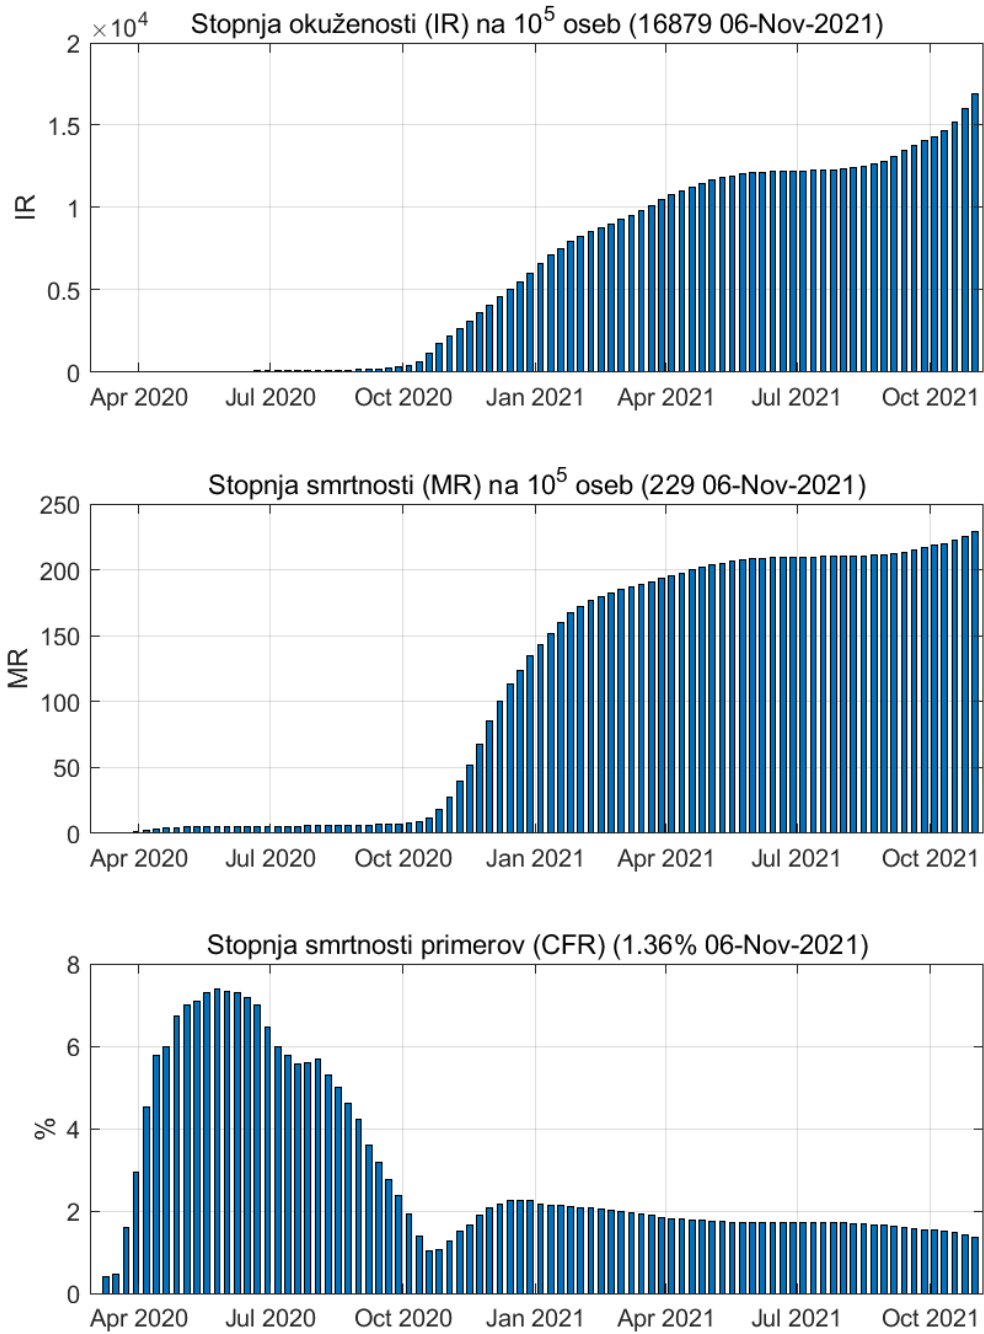 Stopnja okuženosti (IR) na 10^5 oseb (16879 06-Nov-2021)
×10^4
2
1.5
1
0.5
0
IR
Apr 2020 Jul 2020 Oct 2020 Jan 2021 Apr 2021 Jul 2021 Oct 2021
Stopnja smrtnosti (MR) na 10^5 oseb (229 06-Nov-2021)
250
200
150
100
50
0
MR
Apr 2020 Jul 2020 Oct 2020 Jan 2021 Apr 2021 Jul 2021 Oct 2021
Stopnja smrtnosti primerov (CFR) (1.36% 06-Nov-2021)
8
6
4
2
0
%
Apr 2020 Jul 2020 Oct 2020 Jan 2021 Apr 2021 Jul 2021 Oct 2021